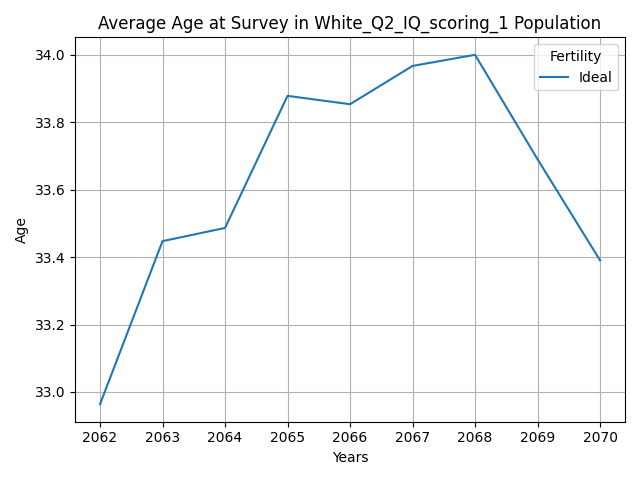 Average Age at Survey in White_Q2_IQ_scoring_1 Population
Fertility
Ideal
34.0
33.8
33.6
33.4
33.2
33.0
Age
2062 2063 2064 2065 2066 2067 2068 2069 2070
Years